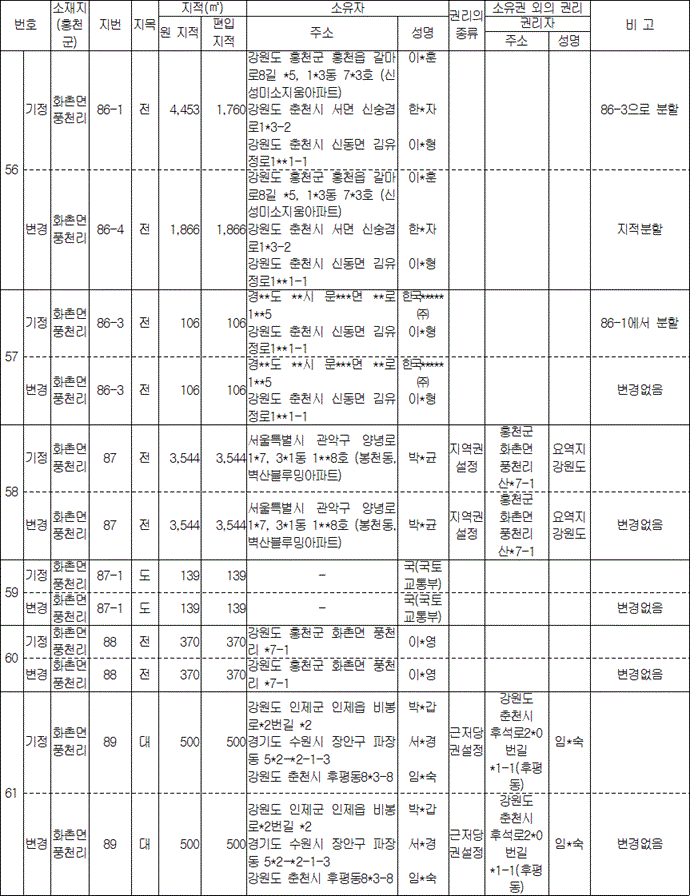 번호 소재지 (홍천군) 지번 지목 지적(㎡) 소유자 권리의 종류 소유권 외의 권리 비 고
원 지적 편입 지적 주소 성명 권리자
주소 성명
56
기정 화촌면 풍천리 86-1 전 4,453 1,760
강원도 홍천군 홍천읍 갈마로8길 *5, 1*3동 7*3호 (신성미소지움아파트) 이*훈
강원도 춘천시 서면 신숭겸로1*3-2 한*자
강원도 춘천시 신동면 김유정로1**1-1 이*형
86-3으로 분할
변경 화촌면 풍천리 86-4 전 1,866 1,866
강원도 홍천군 홍천읍 갈마로8길 *5, 1*3동 7*3호 (신성미소지움아파트) 이*훈
강원도 춘천시 서면 신숭겸로1*3-2 한*자
강원도 춘천시 신동면 김유정로1**1-1 이*형
지적분할
57
기정 화촌면 풍천리 86-3 전 106 106
경**도 **시 문***면 **로1**5 한국*****㈜
강원도 춘천시 신동면 김유정로1**1-1 이*형
86-1에서 분할
변경 화촌면 풍천리 86-3 전 106 106
경**도 **시 문***면 **로1**5 한국*****㈜
강원도 춘천시 신동면 김유정로1**1-1 이*형
변경없음
58
기정 화촌면 풍천리 87 전 3,544 3,544
서울특별시 관악구 양녕로1*7, 3*1동 1**8호 (봉천동, 벽산블루밍아파트) 박*균
지역권설정 홍천군 화촌면 풍천리 산*7-1 요역지 강원도
변경 화촌면 풍천리 87 전 3,544 3,544
서울특별시 관악구 양녕로1*7, 3*1동 1**8호 (봉천동, 벽산블루밍아파트) 박*균
지역권설정 홍천군 화촌면 풍천리 산*7-1 요역지 강원도
변경없음
59
기정 화촌면 풍천리 87-1 도 139 139 - 국(국토교통부)
변경 화촌면 풍천리 87-1 도 139 139 - 국(국토교통부) 변경없음
60
기정 화촌면 풍천리 88 전 370 370 강원도 홍천군 화촌면 풍천리 *7-1 이*영
변경 화촌면 풍천리 88 전 370 370 강원도 홍천군 화촌면 풍천리 *7-1 이*영 변경없음
61
기정 화촌면 풍천리 89 대 500 500
강원도 인제군 인제읍 비봉로*2번길 *2 박*갑
경기도 수원시 장안구 파장동 5*2-*2-1-3 서*경
강원도 춘천시 후평동8*3-8 임*숙
근저당권설정 강원도 춘천시 후석로2*0번길 *1-1(후평동) 임*숙
변경 화촌면 풍천리 89 대 500 500
강원도 인제군 인제읍 비봉로*2번길 *2 박*갑
경기도 수원시 장안구 파장동 5*2-*2-1-3 서*경
강원도 춘천시 후평동8*3-8 임*숙
근저당권설정 강원도 춘천시 후석로2*0번길 *1-1(후평동) 임*숙
변경없음